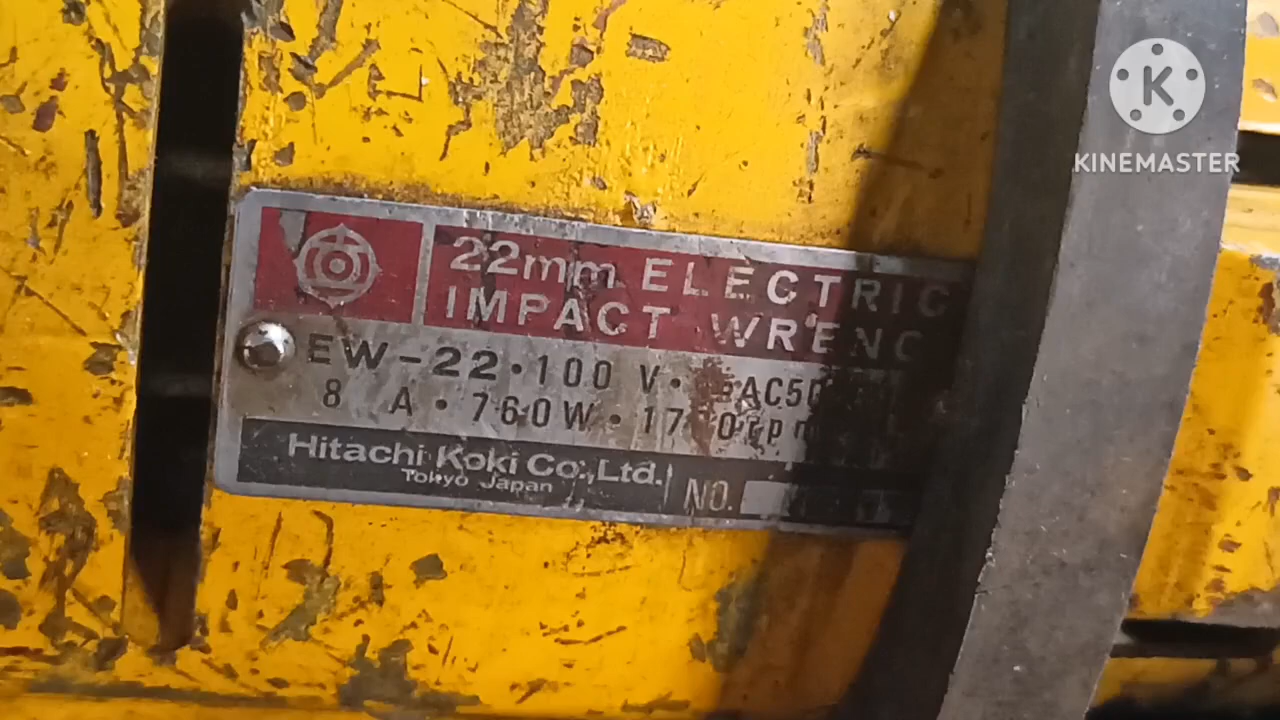 K
KINEMASTER
22mm ELECTRIC
IMPACT WRENC
EW-22・100 V・
8 A・760W・
Hitachi Koki Co.,Ltd.
Tokyo Japan
NO.